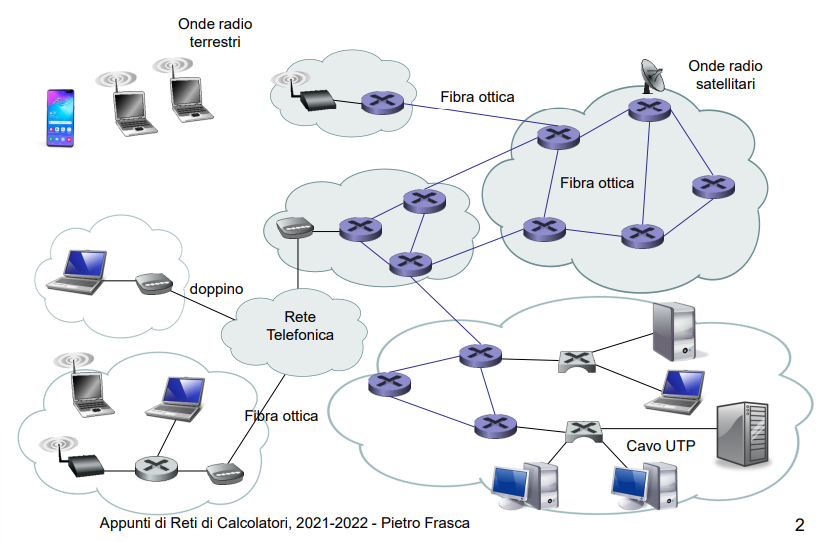 Onde radio
terrestri
Onde radio
satellitari
Fibra ottica
Fibra ottica
doppino
Rete
Telefonica
Fibra ottica
Cavo UTP
Appunti di Reti di Calcolatori, 2021-2022 - Pietro Frasca
2